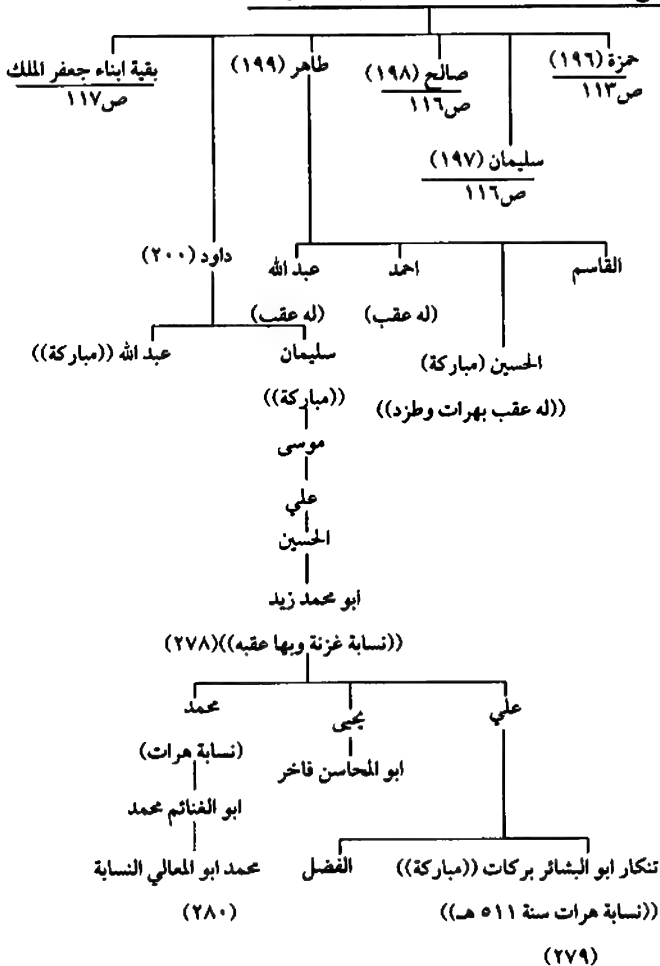 حمزة (١٩٦)
ص١١٣
صالح (١٩٨)
ص١١٦
طاهر (١٩٩)
بقية ابناء جعفر الملك
ص١١٧
سليمان (١٩٧)
ص١١٦
داود (٢٠٠)
القاسم
احمد
عبد الله
(له عقب)
(له عقب)
الحسين (مباركة)
((له عقب بهرات وطزد))
سليمان
عبد الله ((مباركة))
((مباركة))
موسى
علي
الحسين
ابو محمد زيد
((نسابة غزنة وبها عقبه))(٢٧٨)
علي
يحيى
محمد
(نسابة هرات)
ابو المحاسن فاخر
ابو الغنائم محمد
تنكار ابو البشائر بركات ((مباركة))
الفضل
محمد ابو المعالي النسابة
((نسابة هرات سنة ٥١١ هـ))
(٢٨٠)
(٢٧٩)